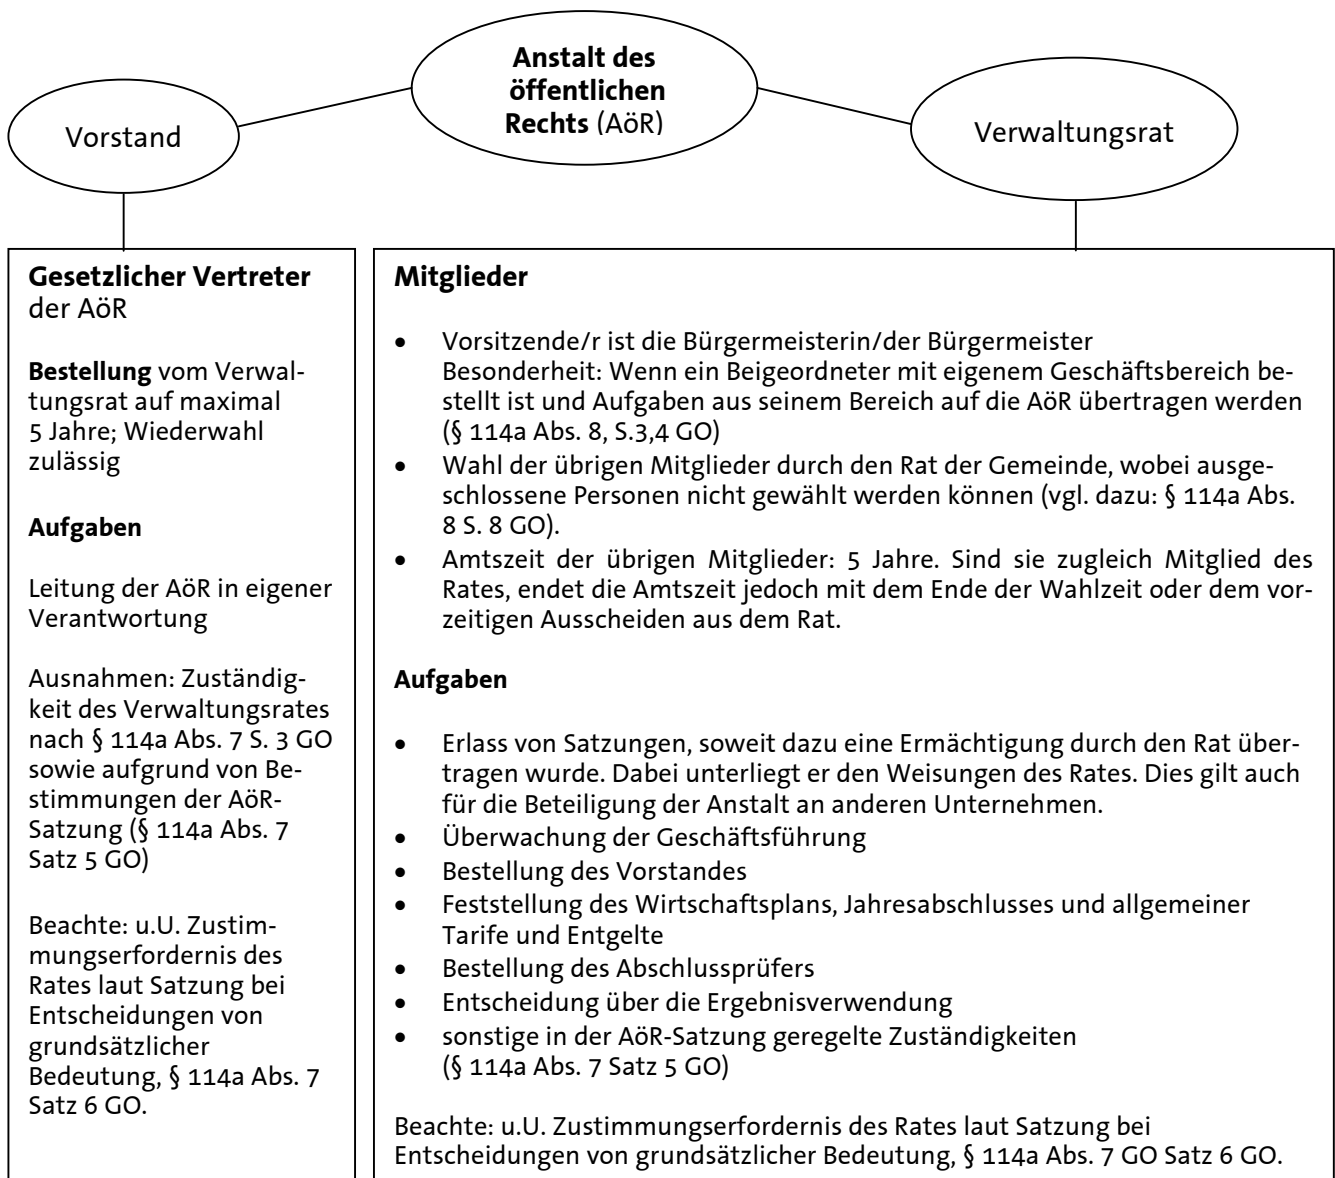 Anstalt des
öffentlichen
Rechts (AöR)
Vorstand
Verwaltungsrat
Gesetzlicher Vertreter
der AöR
Bestellung vom Verwal-
tungsrat auf maximal
5 Jahre; Wiederwahl
zulässig
Aufgaben
Leitung der AöR in eigener
Verantwortung
Ausnahmen: Zuständig-
keit des Verwaltungsrates
nach § 114a Abs. 7 S. 3 GO
sowie aufgrund von Be-
stimmungen der AöR-
Satzung (§ 114a Abs. 7
Satz 5 GO)
Beachte: u.U. Zustim-
mungserfordernis des
Rates laut Satzung bei
Entscheidungen von
grundsätzlicher
Bedeutung, § 114a Abs. 7
Satz 6 GO.
Mitglieder
• Vorsitzende/r ist die Bürgermeisterin/der Bürgermeister
Besonderheit: Wenn ein Beigeordneter mit eigenem Geschäftsbereich be-
stellt ist und Aufgaben aus seinem Bereich auf die AöR übertragen werden
(§ 114a Abs. 8, S.3,4 GO)
• Wahl der übrigen Mitglieder durch den Rat der Gemeinde, wobei ausge-
schlossene Personen nicht gewählt werden können (vgl. dazu: § 114a Abs.
8 S. 8 GO).
• Amtszeit der übrigen Mitglieder: 5 Jahre. Sind sie zugleich Mitglied des
Rates, endet die Amtszeit jedoch mit dem Ende der Wahlzeit oder dem vor-
zeitigen Ausscheiden aus dem Rat.
Aufgaben
• Erlass von Satzungen, soweit dazu eine Ermächtigung durch den Rat über-
tragen wurde. Dabei unterliegt er den Weisungen des Rates. Dies gilt auch
für die Beteiligung der Anstalt an anderen Unternehmen.
• Überwachung der Geschäftsführung
• Bestellung des Vorstandes
• Feststellung des Wirtschaftsplans, Jahresabschlusses und allgemeiner
Tarife und Entgelte
• Bestellung des Abschlussprüfers
• Entscheidung über die Ergebnisverwendung
• sonstige in der AöR-Satzung geregelte Zuständigkeiten
(§ 114a Abs. 7 Satz 5 GO)
Beachte: u.U. Zustimmungserfordernis des Rates laut Satzung bei
Entscheidungen von grundsätzlicher Bedeutung, § 114a Abs. 7 GO Satz 6 GO.